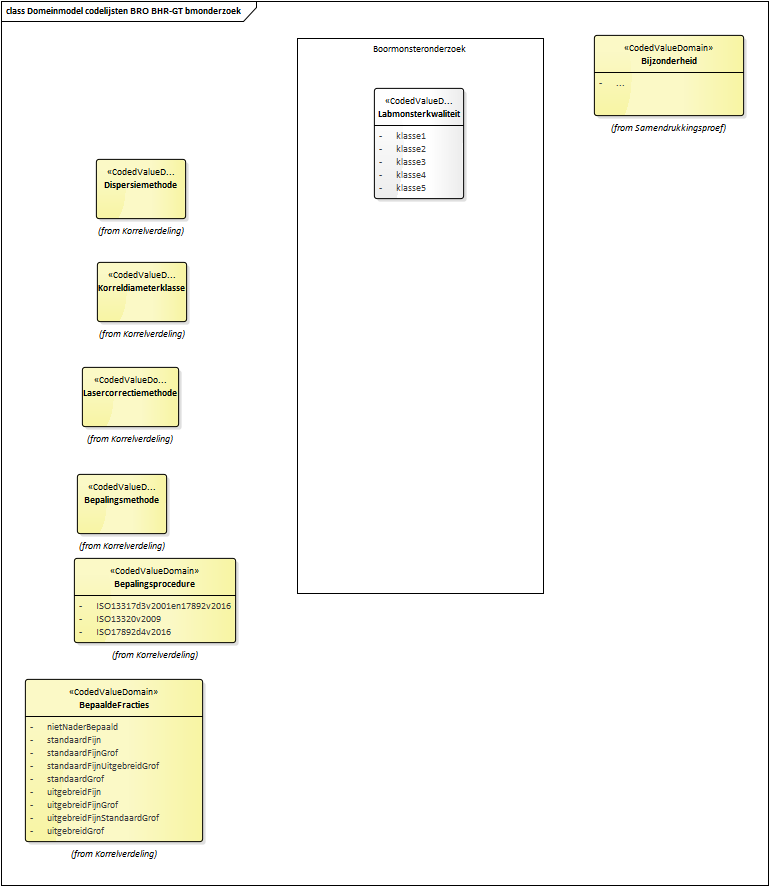 class Domeinmodel codelijsten BRO BHR-GT bmonderzoek
Boormonsteronderzoek
«CodedValueD...
Labmonsterkwaliteit
- klasse1
- klasse2
- klasse3
- klasse4
- klasse5
«CodedValueDomain»
Bijzonderheid
- ...
(from Samendrukkingsproef)
«CodedValueD...
Dispersiemethode
(from Korrelverdeling)
«CodedValueD...
Korreldiameterklasse
(from Korrelverdeling)
«CodedValueDo...
Lasercorrectiemethode
(from Korrelverdeling)
«CodedValueD...
Bepalingsmethode
(from Korrelverdeling)
«CodedValueDomain»
Bepalingsprocedure
- ISO13317d3v2001en17892v2016
- ISO13320v2009
- ISO17892d4v2016
(from Korrelverdeling)
«CodedValueDomain»
BepaaldeFracties
- nietNaderBepaald
- standaardFijn
- standaardFijnGrof
- standaardFijnUitgebreidGrof
- standaardGrof
- uitgebreidFijn
- uitgebreidFijnGrof
- uitgebreidFijnStandaardGrof
- uitgebreidGrof
(from Korrelverdeling)